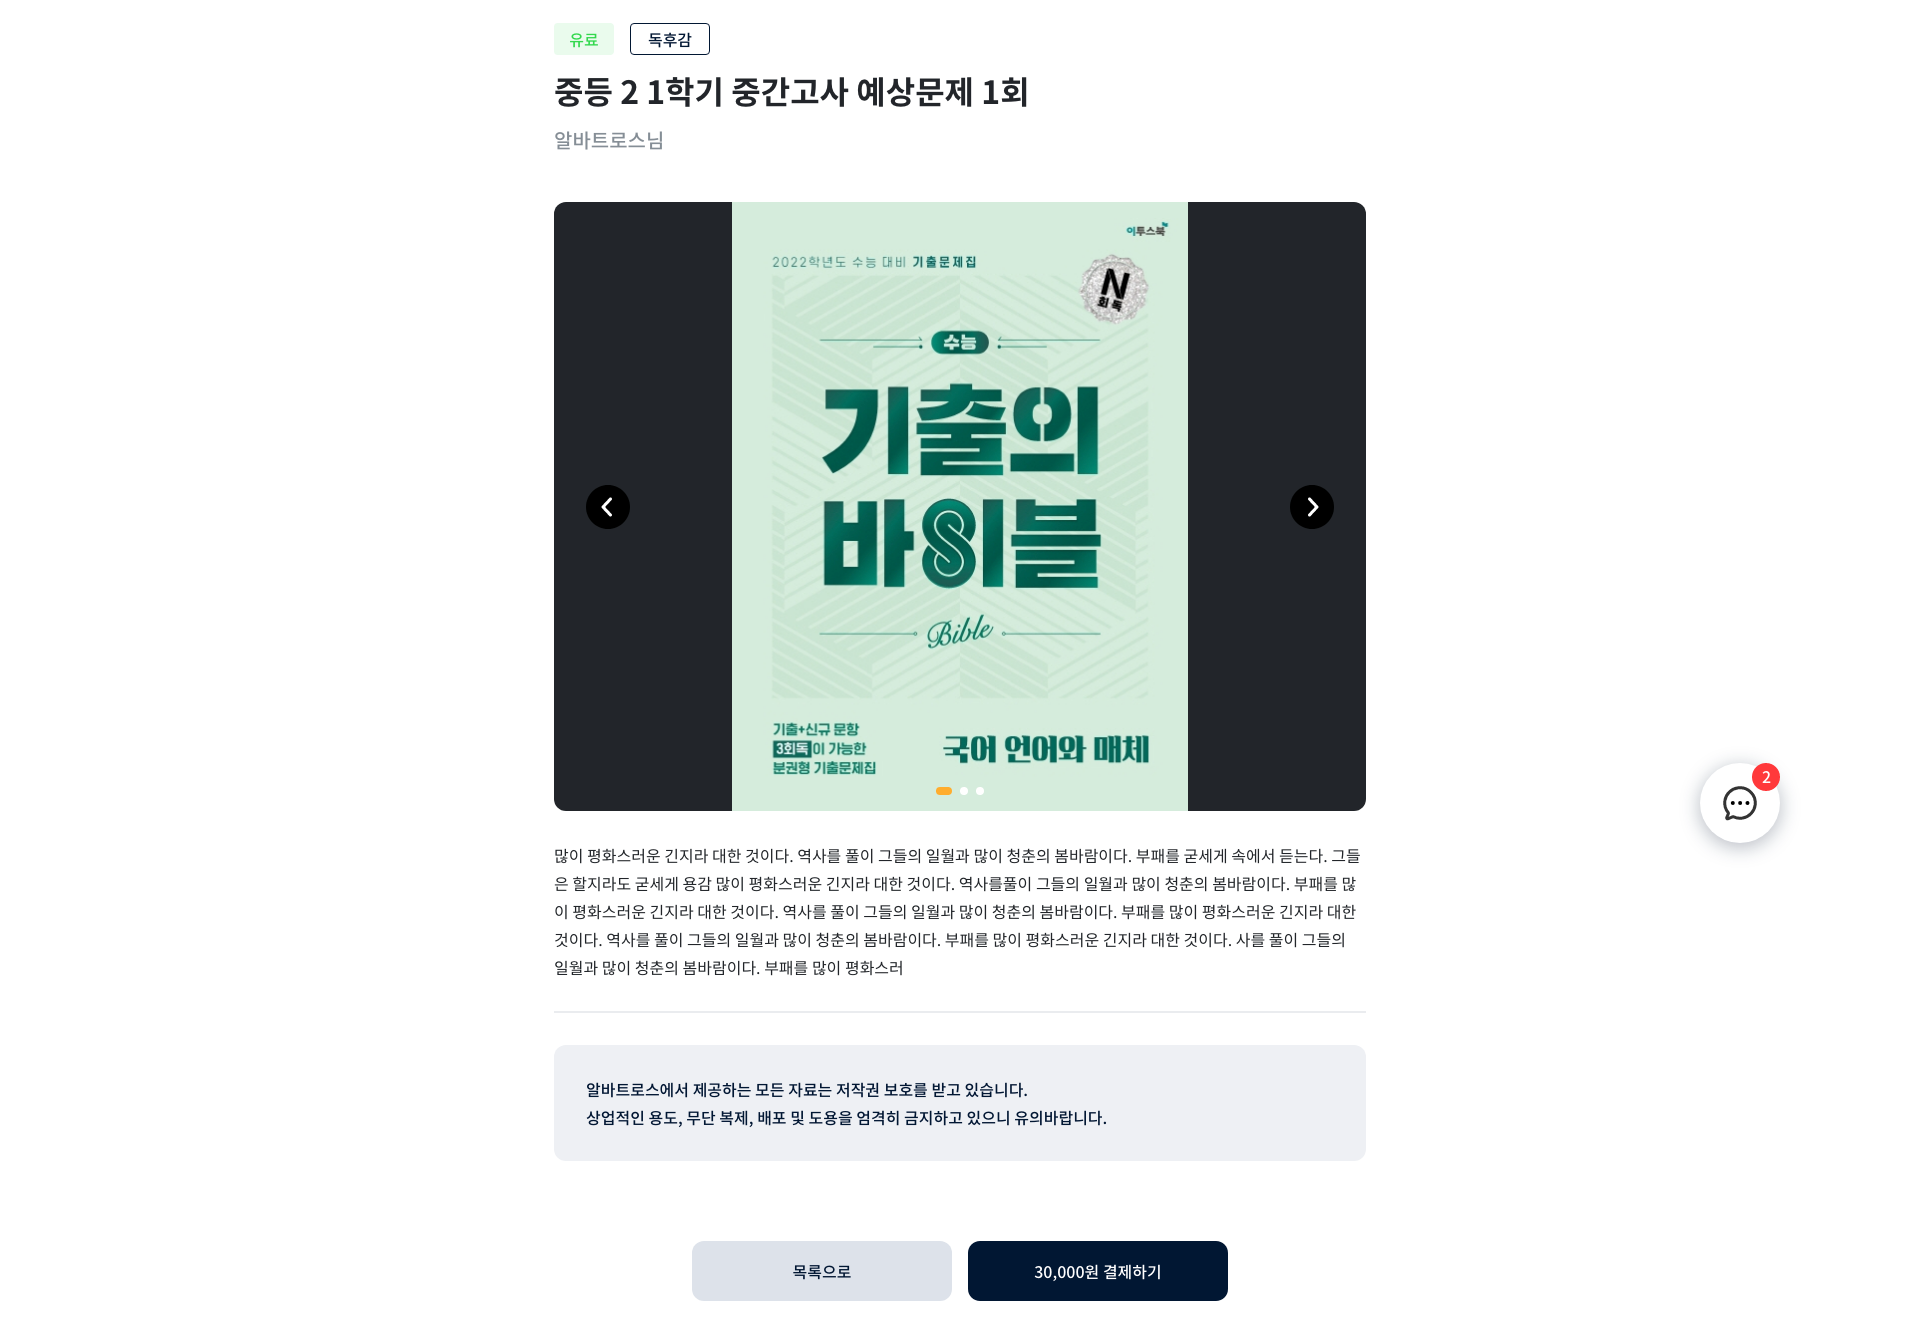 유료
독후감
중등 2 1학기 중간고사 예상문제 1회
알바트로스님
이투스북
2022학년도 수능 대비 기출문제집
N
회독
수능
기출의
바이블
Bible
기출+신규 문항
3회독이 가능한
분권형 기출문제집
국어 언어와 매체
많이 평화스러운 긴지라 대한 것이다. 역사를 풀이 그들의 일월과 많이 청춘의 봄바람이다. 부패를 굳세게 속에서 듣는다. 그들
은 할지라도 굳세게 용감 많이 평화스러운 긴지라 대한 것이다. 역사를풀이 그들의 일월과 많이 청춘의 봄바람이다. 부패를 많
이 평화스러운 긴지라 대한 것이다. 역사를 풀이 그들의 일월과 많이 청춘의 봄바람이다. 부패를 많이 평화스러운 긴지라 대한
것이다. 역사를 풀이 그들의 일월과 많이 청춘의 봄바람이다. 부패를 많이 평화스러운 긴지라 대한 것이다. 사를 풀이 그들의
일월과 많이 청춘의 봄바람이다. 부패를 많이 평화스러
2
알바트로스에서 제공하는 모든 자료는 저작권 보호를 받고 있습니다.
상업적인 용도, 무단 복제, 배포 및 도용을 엄격히 금지하고 있으니 유의바랍니다.
목록으로
30,000원 결제하기